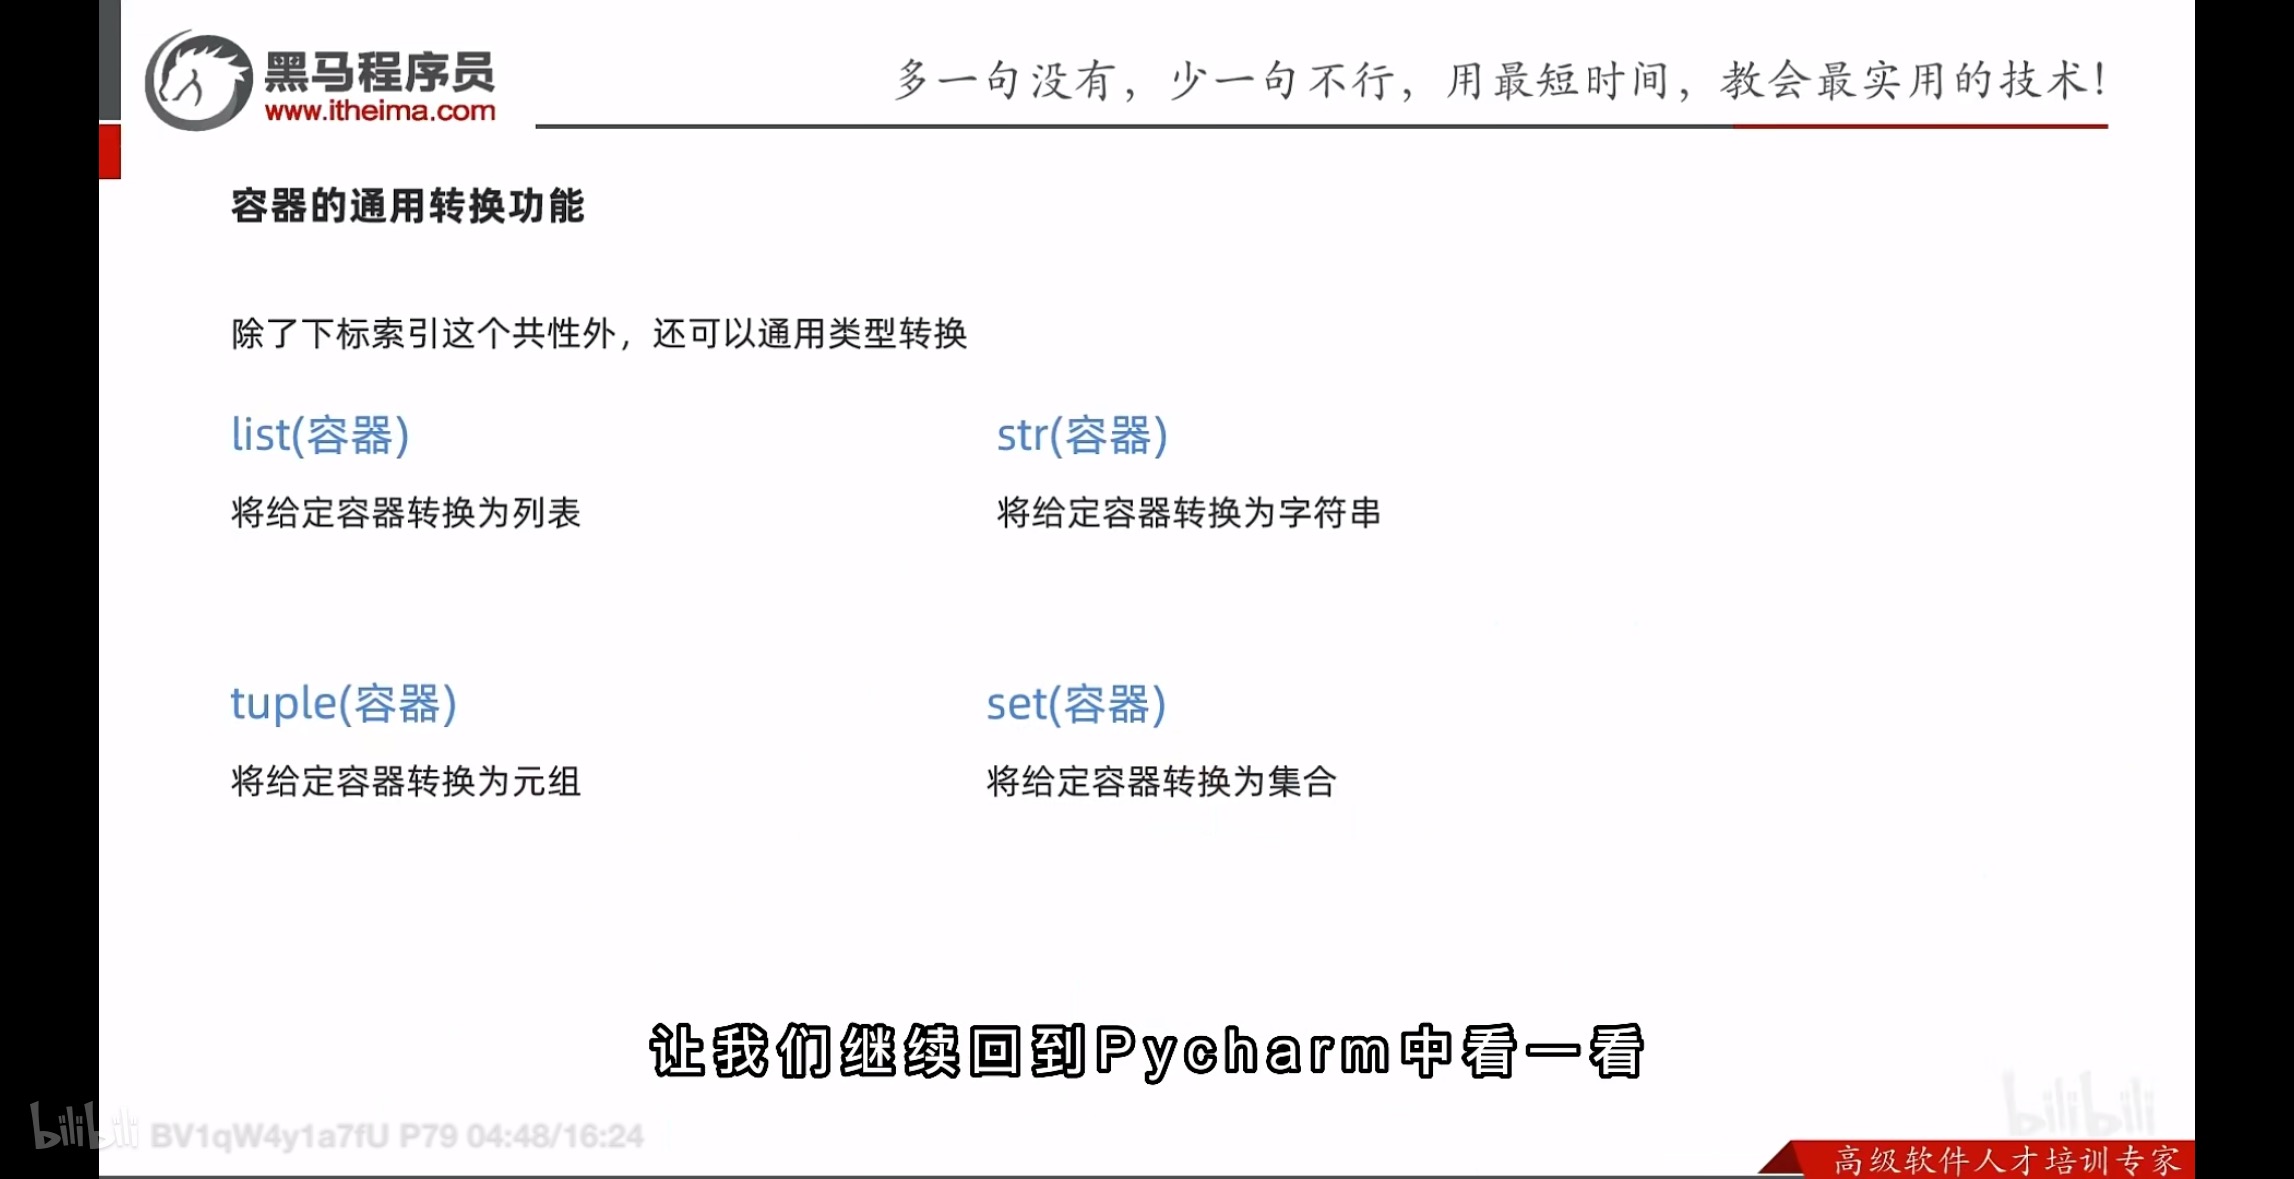 黑马程序员
www.itheima.com
多一句没有，少一句不行，用最短时间，教会最实用的技术！
容器的通用转换功能
除了下标索引这个共性外，还可以通用类型转换
list(容器)
将给定容器转换为列表
str(容器)
将给定容器转换为字符串
tuple(容器)
将给定容器转换为元组
set(容器)
将给定容器转换为集合
让我们继续回到Pycharm中看一看
bilibili BV1qW4y1a7fU P79 04:48/16:24
bilibili
高级软件人才培训专家